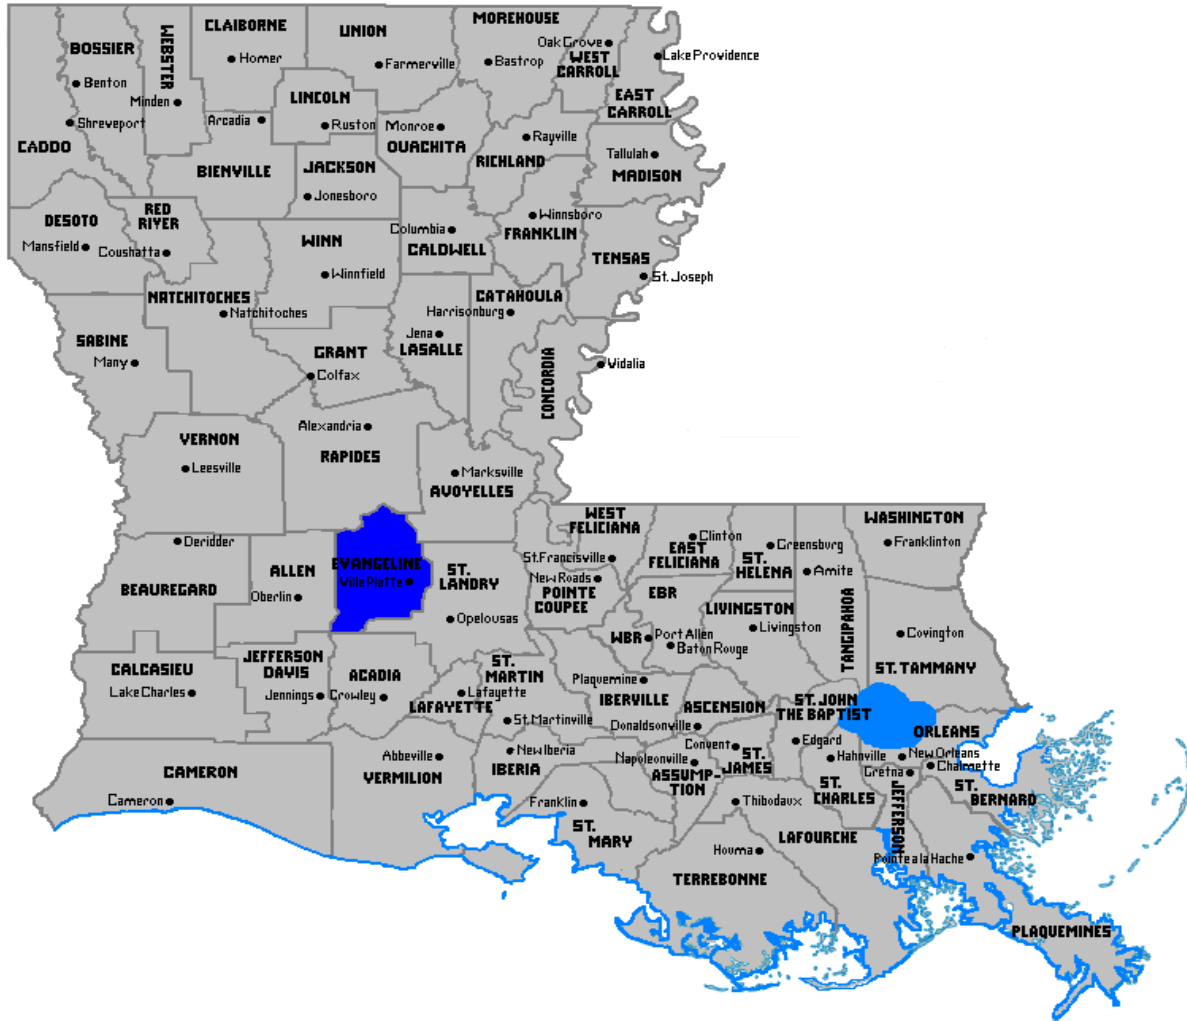 CLAIBORNE
Homer
UNION
Farmerville
MOREHOUSE
Bastrop
Oak Grove
WEST
CARROLL
Lake Providence
EAST
CARROLL
BOSSIER
Benton
WEBSTER
Minden
Shreveport
CADDO
Arcadia
LINCOLN
Ruston
Monroe
OUACHITA
Rayville
RICHLAND
Tallulah
MADISON
BIENVILLE
JACKSON
Jonesboro
DESOTO
Mansfield
RED
RIVER
Coushatta
WINN
Winnfield
Columbia
CALDWELL
Winnsboro
FRANKLIN
TENSAS
St. Joseph
NATCHITOCHES
Natchitoches
CATAHOULA
Harrisonburg
SABINE
Many
GRANT
Colfax
Jena
LASALLE
CONCORDIA
Vidalia
VERNON
Leesville
Alexandria
RAPIDES
Marksville
AVOYELLES
WEST
FELICIANA
St. Francisville
EAST
FELICIANA
Clinton
ST.
HELENA
Greensburg
Amite
TANGIPAHOA
WASHINGTON
Franklinton
Deridder
BEAUREGARD
ALLEN
Oberlin
EVANGELINE
Ville Platte
ST.
LANDRY
Opelousas
New Roads
POINTE
COUPEE
EBR
LIVINGSTON
Livingston
WBR
Port Allen
Baton Rouge
Covington
ST. TAMMANY
CALCASIEU
Lake Charles
JEFFERSON
DAVIS
Jennings
ACADIA
Crowley
LAFAYETTE
Lafayette
ST.
MARTIN
St. Martinville
Plaquemine
IBERVILLE
ASCENSION
Donaldsonville
ST. JOHN
THE BAPTIST
Edgard
ORLEANS
New Orleans
CAMERON
Cameron
Abbeville
VERMILION
New Iberia
IBERIA
Napoleonville
ASSUMP-
TION
Convent
ST.
JAMES
Hahnville
ST.
CHARLES
Gretna
JEFFERSON
Chalmette
ST.
BERNARD
Franklin
ST.
MARY
Thibodaux
LAFOURCHE
Houma
TERREBONNE
Pointe a la Hache
PLAQUEMINES